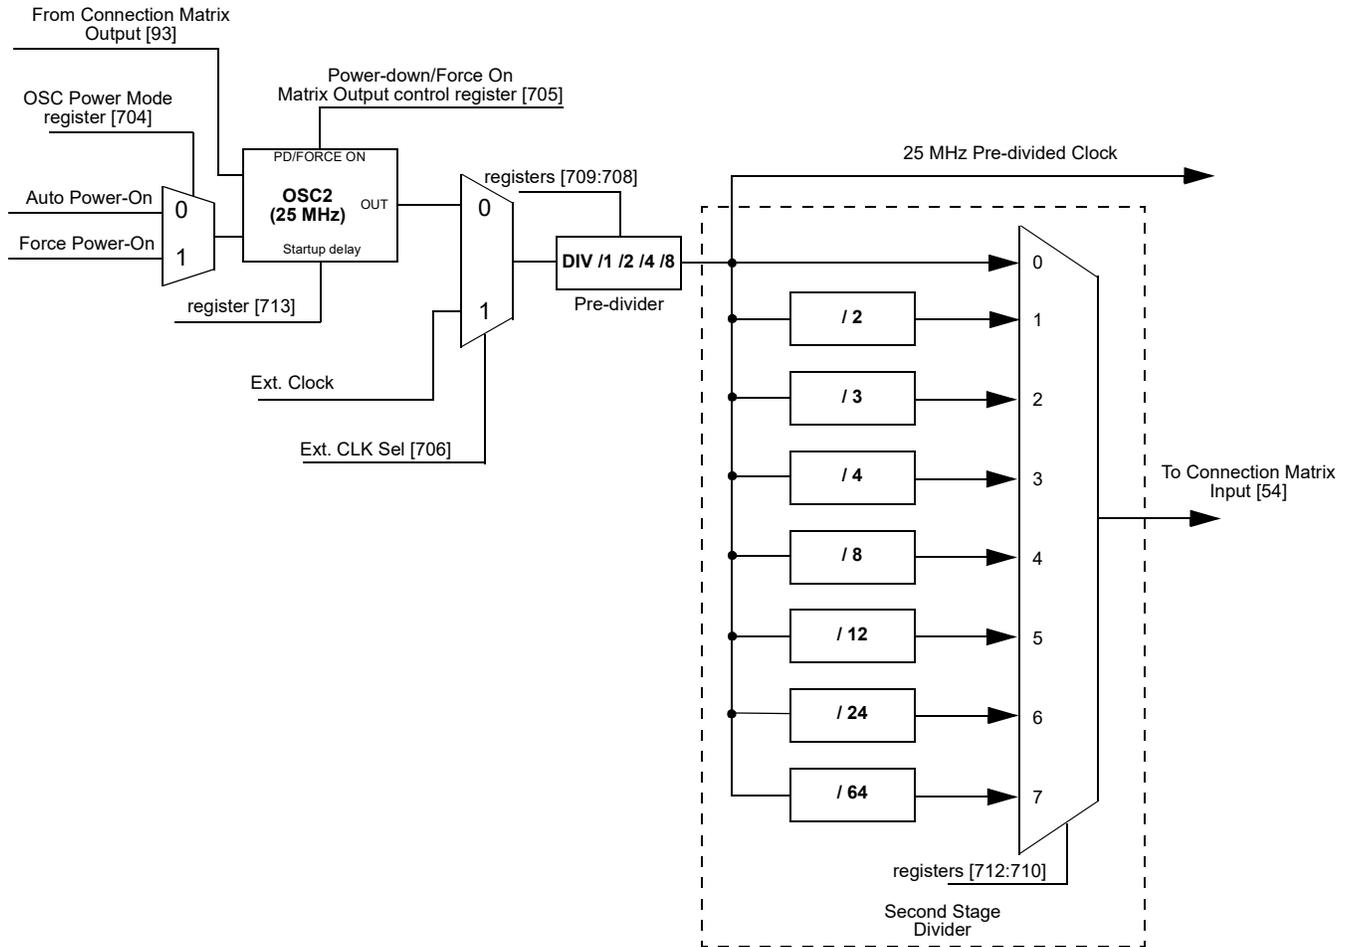 From Connection Matrix
Output [93]
Power-down/Force On
Matrix Output control register [705]
OSC Power Mode
register [704]
PD/FORCE ON
OSC2
(25 MHz)
OUT
Startup delay
Auto Power-On
0
Force Power-On
1
register [713]
registers [709:708]
0
1
DIV /1 /2 /4 /8
Pre-divider
Ext. Clock
Ext. CLK Sel [706]
25 MHz Pre-divided Clock
0
/ 2
1
/ 3
2
/ 4
3
/ 8
4
/ 12
5
/ 24
6
/ 64
7
To Connection Matrix
Input [54]
registers [712:710]
Second Stage
Divider